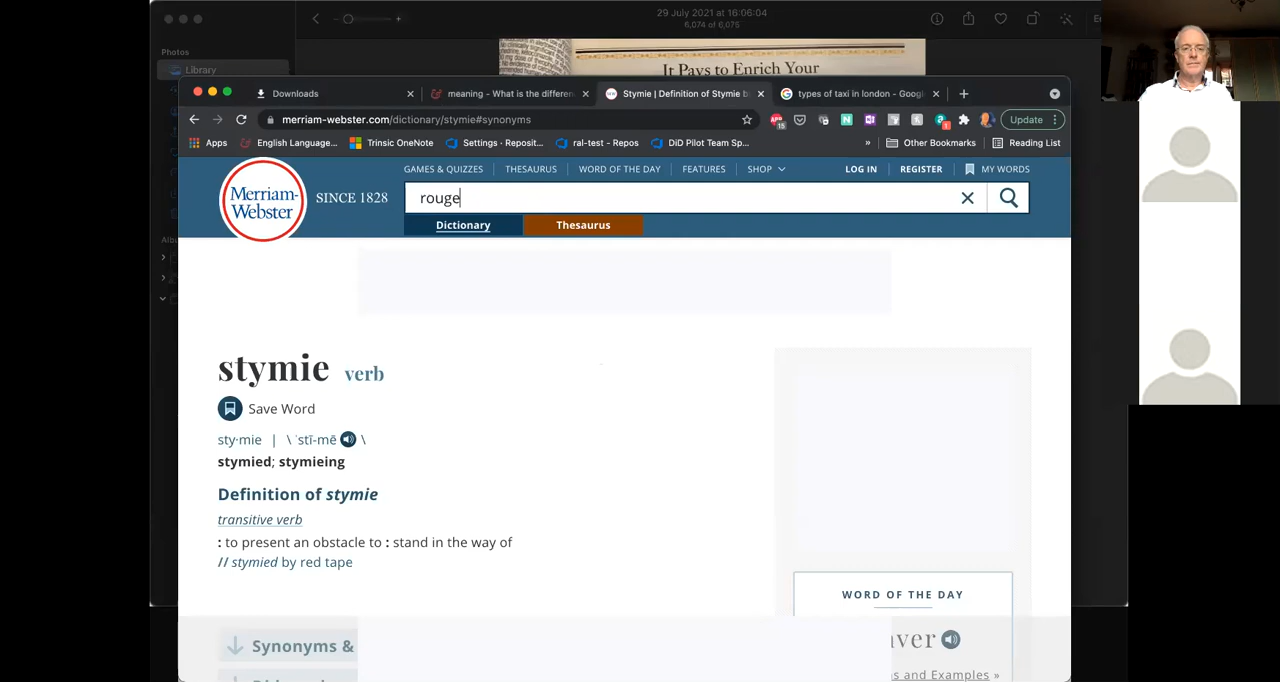 29 July 2021 at 16:06:04
6,074 of 6,075
Photos
Library
It Pays to Enrich Your
Downloads
meaning - What is the differen
Stymie | Definition of Stymie b
types of taxi in london - Googl
merriam-webster.com/dictionary/stymie#synonyms
Update
Apps
English Language...
Trinsic OneNote
Settings · Reposit...
ral-test - Repos
DiD Pilot Team Sp...
»
Other Bookmarks
Reading List
GAMES & QUIZZES
THESAURUS
WORD OF THE DAY
FEATURES
SHOP
LOG IN
REGISTER
MY WORDS
Merriam-
Webster
SINCE 1828
rouge
Dictionary
Thesaurus
stymie verb
Save Word
sty·mie | \ ˈstī-mē \
stymied; stymieing
Definition of stymie
transitive verb
: to present an obstacle to : stand in the way of
// stymied by red tape
WORD OF THE DAY
Synonyms &
s and Examples »